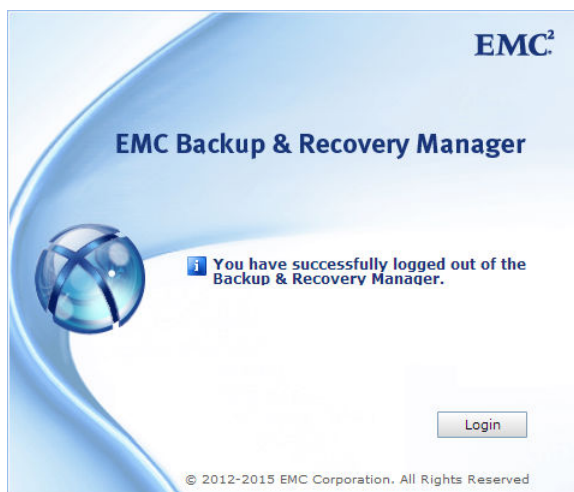 EMC²
EMC Backup & Recovery Manager
i You have successfully logged out of the
Backup & Recovery Manager.
Login
© 2012-2015 EMC Corporation. All Rights Reserved